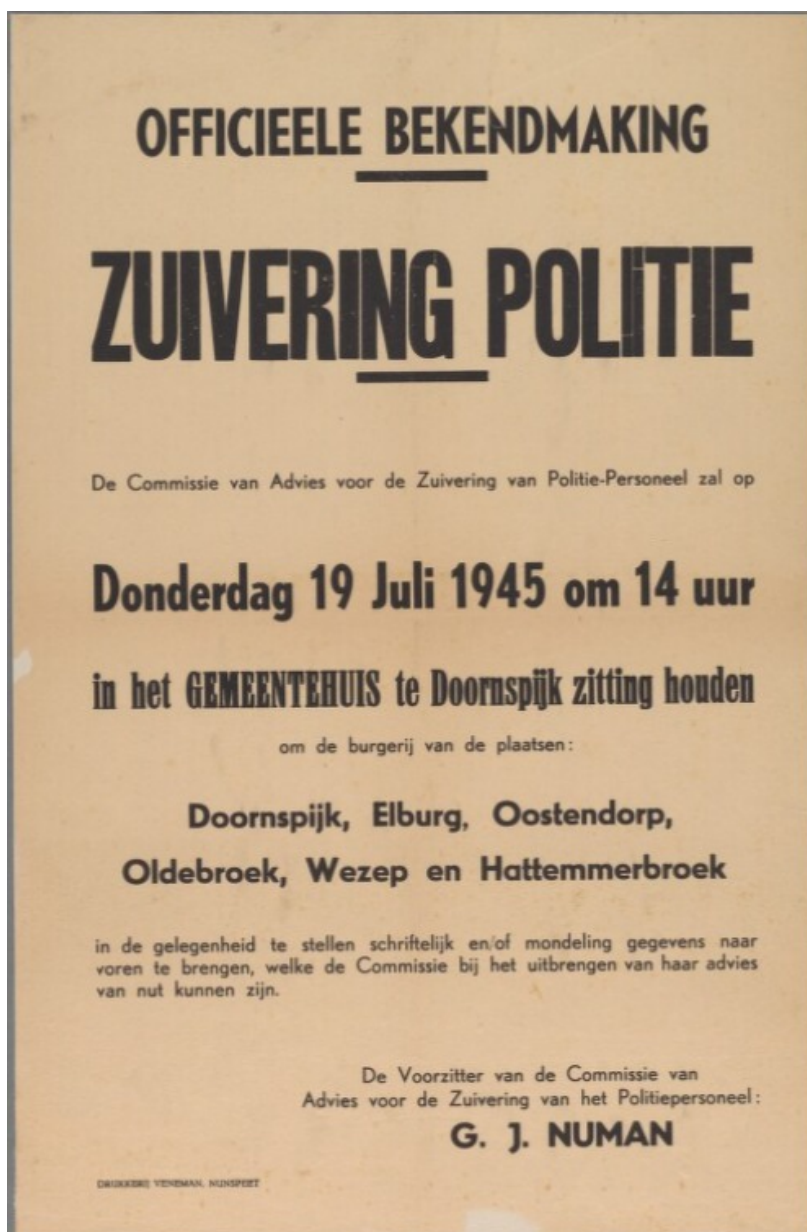 OFFICIEELE BEKENDMAKING
ZUIVERING POLITIE
De Commissie van Advies voor de Zuivering van Politie-Personeel zal op
Donderdag 19 Juli 1945 om 14 uur
in het GEMEENTEHUIS te Doornspijk zitting houden
om de burgerij van de plaatsen:
Doornspijk, Elburg, Oostendorp,
Oldebroek, Wezep en Hattemmerbroek
in de gelegenheid te stellen schriftelijk en/of mondeling gegevens naar
voren te brengen, welke de Commissie bij het uitbrengen van haar advies
van nut kunnen zijn.
De Voorzitter van de Commissie van
Advies voor de Zuivering van het Politiepersoneel:
G. J. NUMAN
DRUKKERIJ VENEMAN, NUNSPEET